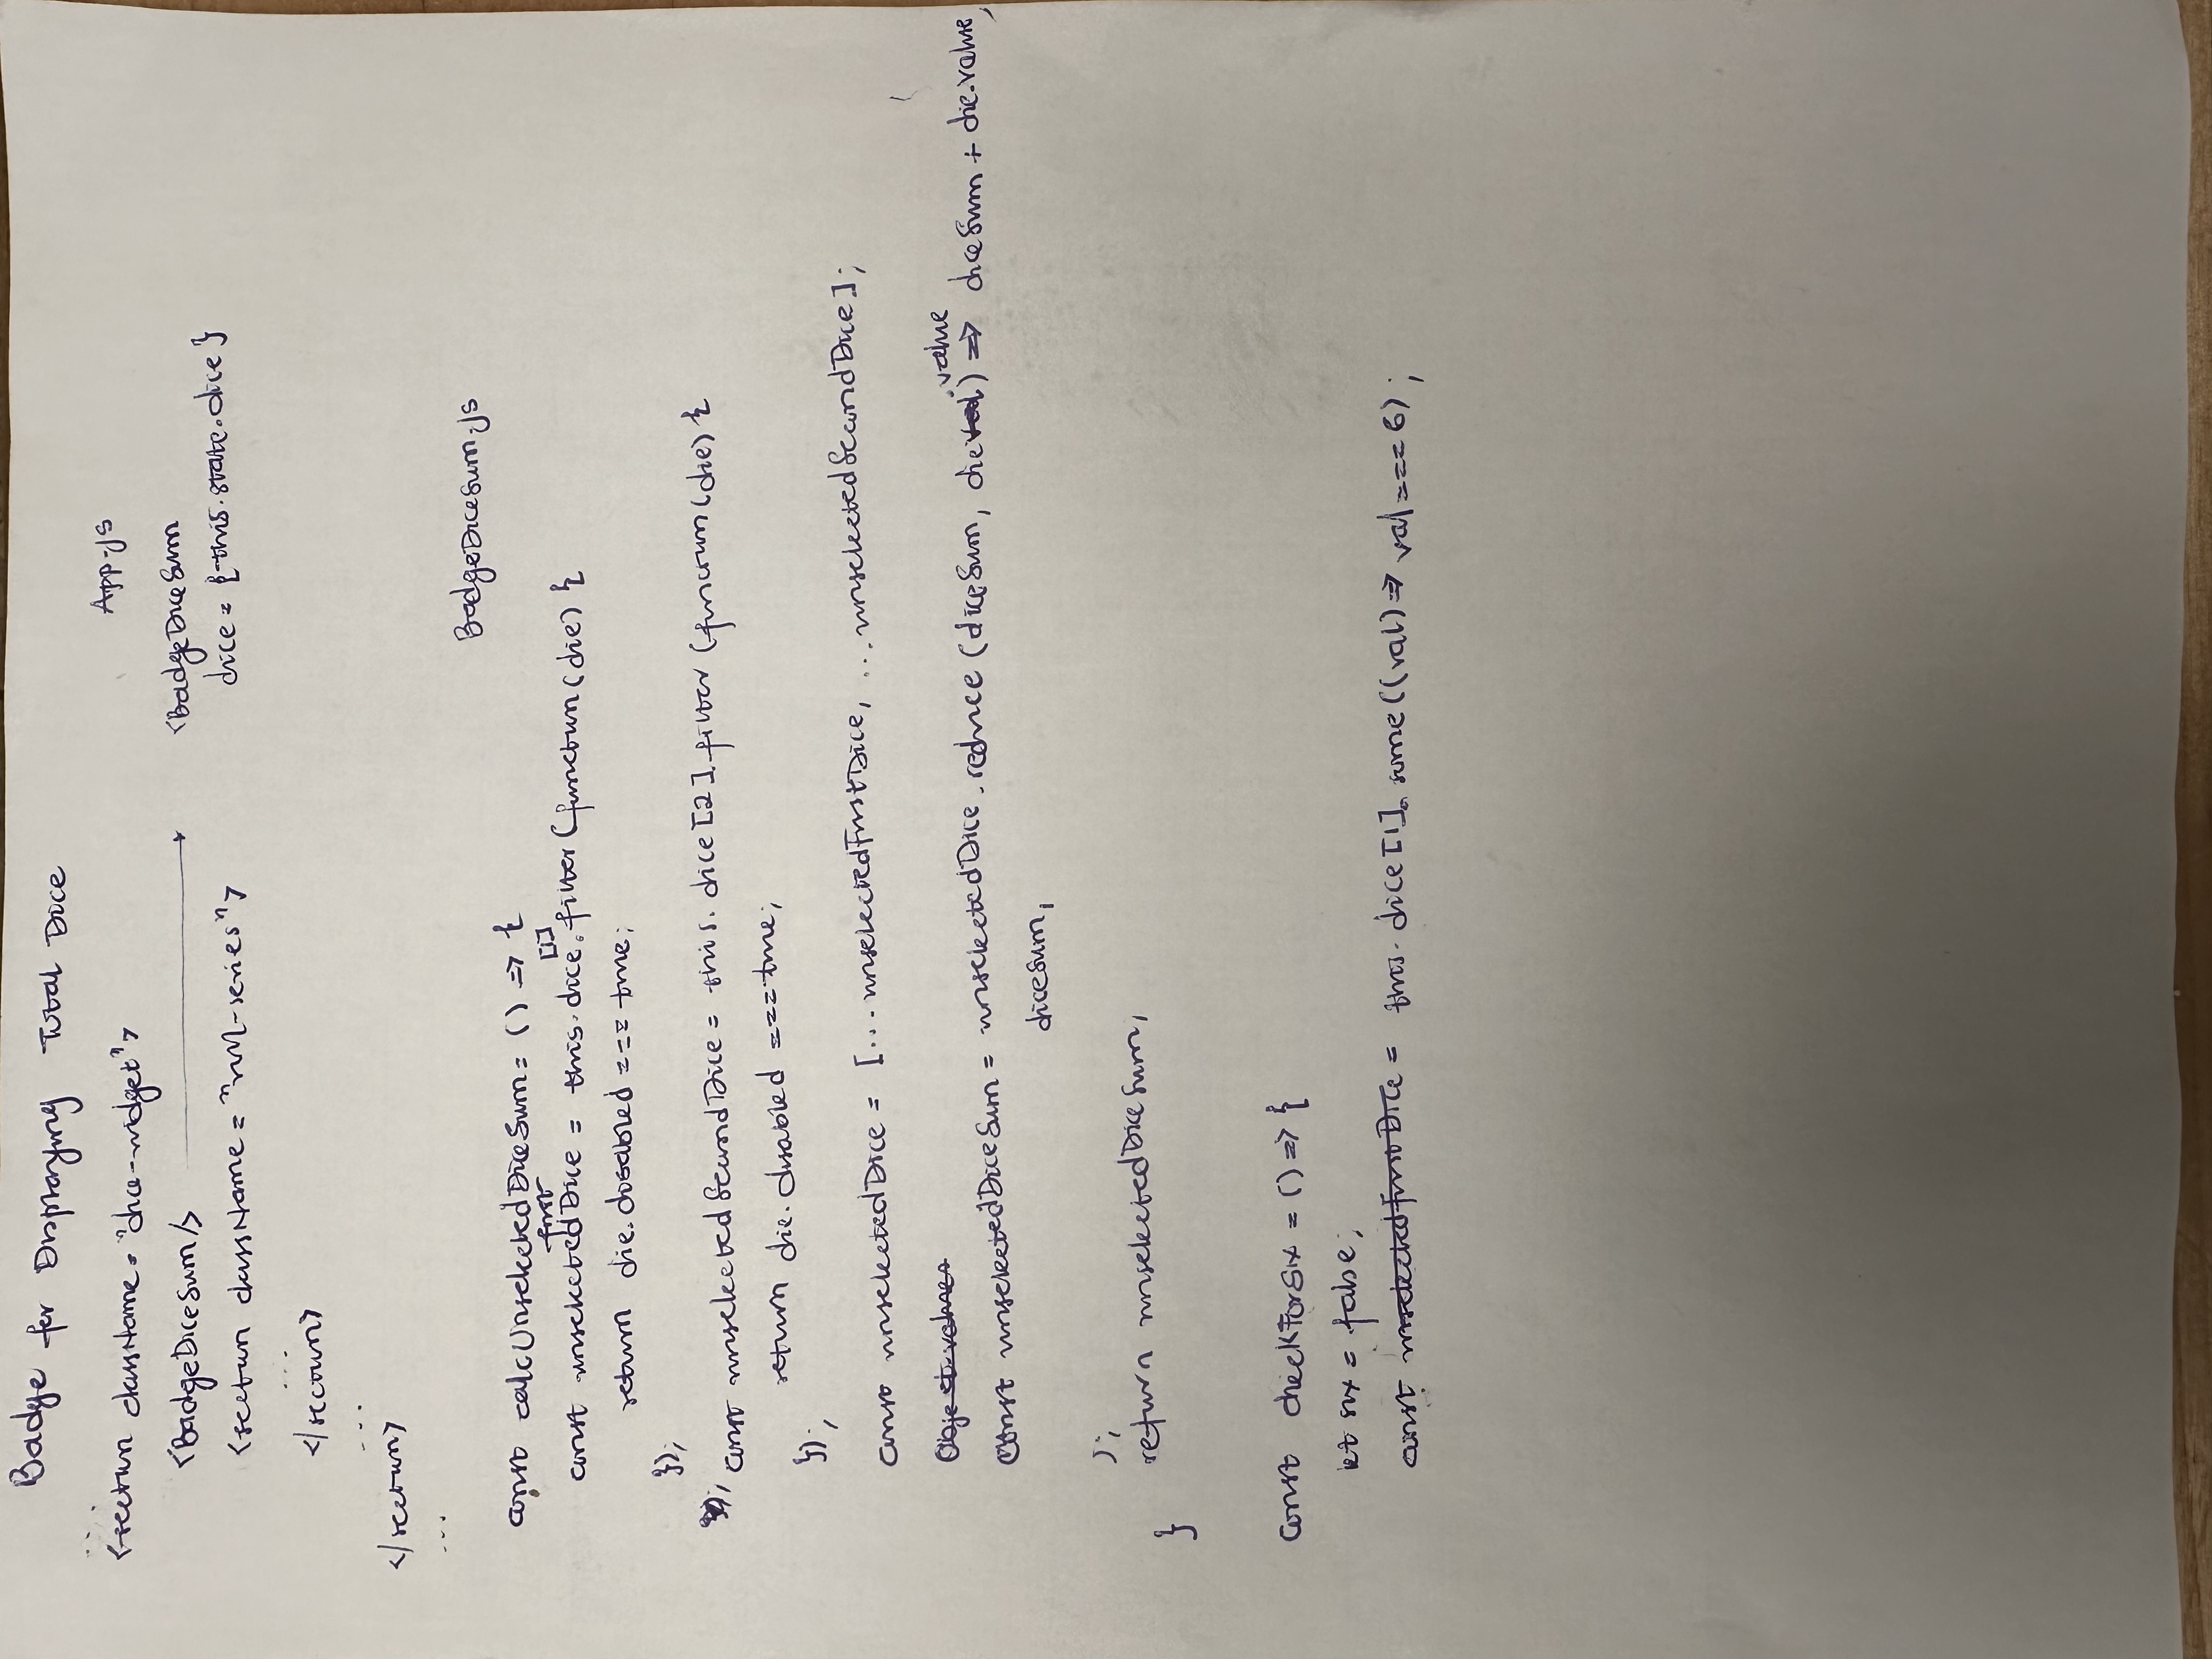 Badge for Displaying Total Dice
...
<section className = "dice-widget">
App.js
<BadgeDiceSum/>
<BadgeDiceSum
dice = {this.state.dice}
<section className = "roll-series">
...
</section>
...
</section>
...
BadgeDiceSum.js
const calcUnselectedDiceSum = () => {
first [1]
const unselectedDice = this.dice.filter(function(die) {
return die.disabled === true;
});
const unselectedSecondDice = this.dice[2].filter(function(die) {
return die.disabled === true;
});
const unselectedDice = [...unselectedFirstDice, ...unselectedSecondDice];
Object.values
.value
const unselectedDiceSum = unselectedDice.reduce(diceSum, die val) => diceSum + die.value,
diceSum,
);
return unselectedDiceSum;
}
const checkForSix = () => {
let six = false;
const unselectedFirstDice = this.dice[1].some((val) => val === 6);